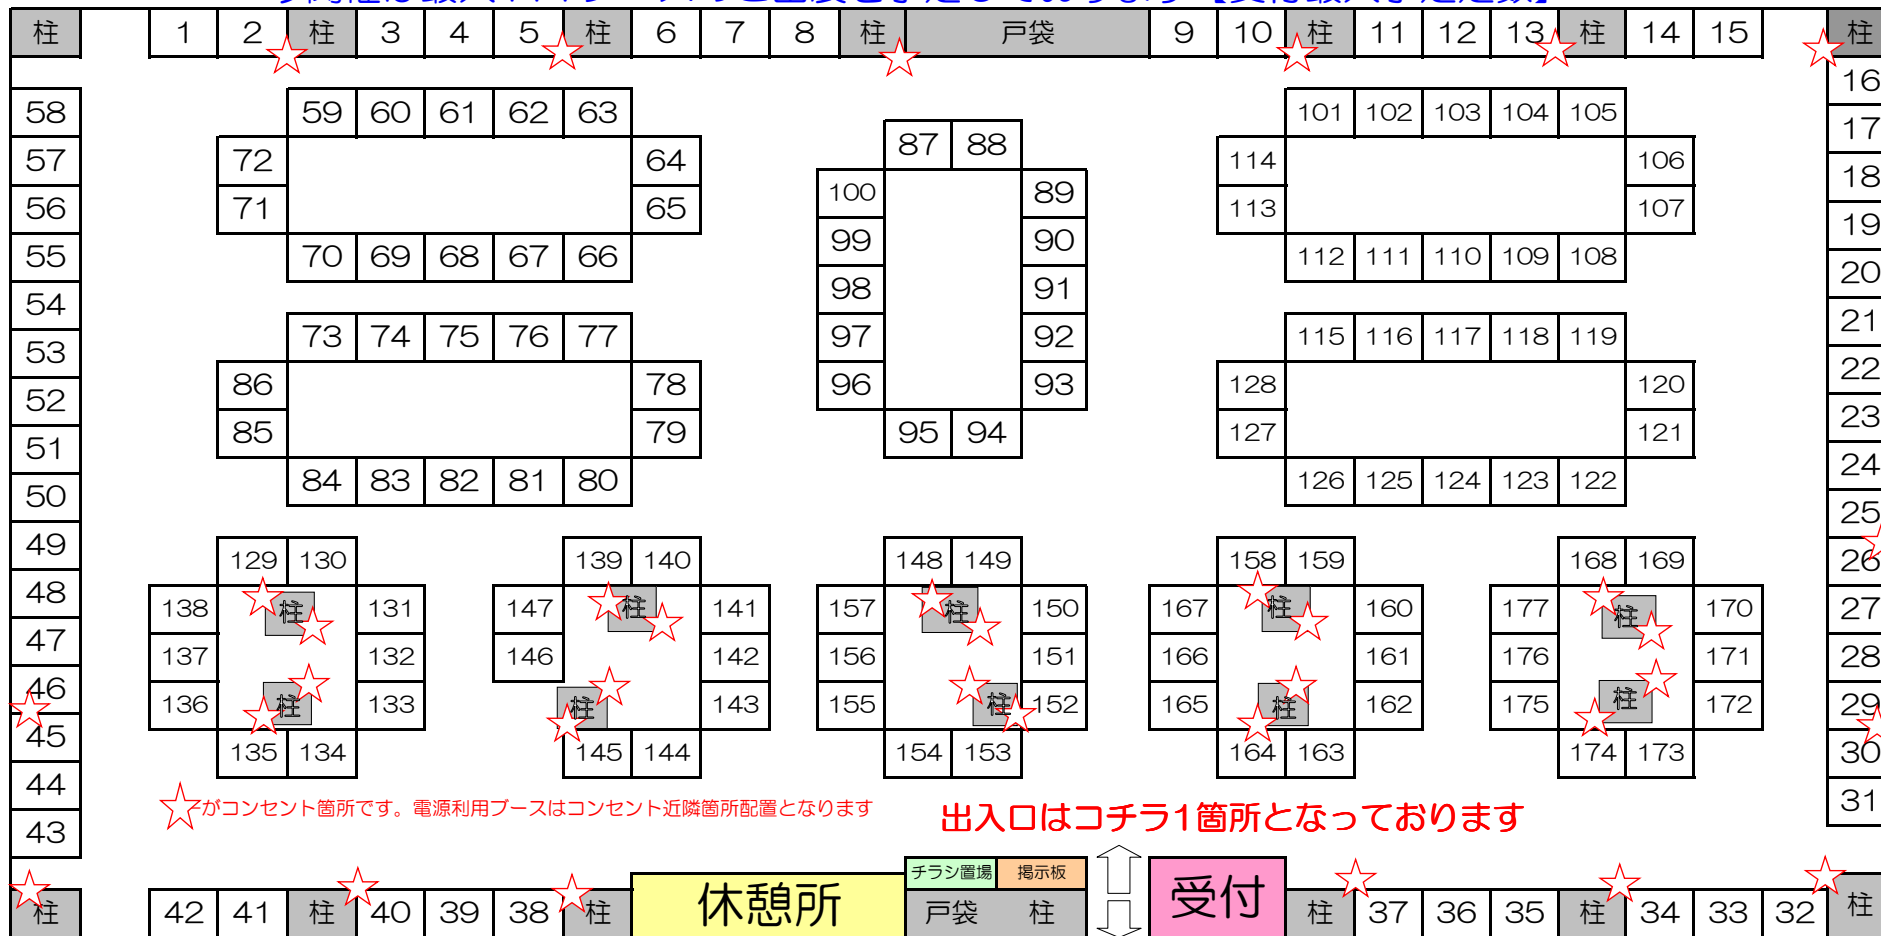 柱 1 2 柱 3 4 5 柱 6 7 8 柱 戸袋 9 10 柱 11 12 13 柱 14 15 柱
16
58 59 60 61 62 63 101 102 103 104 105
17
87 88
57 72 64 114 106
18
100 89
56 71 65 113 107
19
99 90
55 70 69 68 67 66 112 111 110 109 108
20
98 91
54
21
53 73 74 75 76 77 97 92 115 116 117 118 119
22
52 86 78 96 93 128 120
23
51 85 79 95 94 127 121
24
50 84 83 82 81 80 126 125 124 123 122
25
49 129 130 139 140 148 149 158 159 168 169
26
48 138 柱 131 147 柱 141 157 柱 150 167 柱 160 177 柱 170
27
47 137 132 146 142 156 151 166 161 176 171
28
46 136 柱 133 柱 143 155 柱 152 165 柱 162 175 柱 172
29
45 135 134 145 144 154 153 164 163 174 173
30
44
31
がコンセント箇所です。電源利用ブースはコンセント近隣箇所配置となります
出入口はコチラ1箇所となっております
43
チラシ置場 掲示板
柱 42 41 柱 40 39 38 柱 休憩所 戸袋 柱 受付 柱 37 36 35 柱 34 33 32 柱